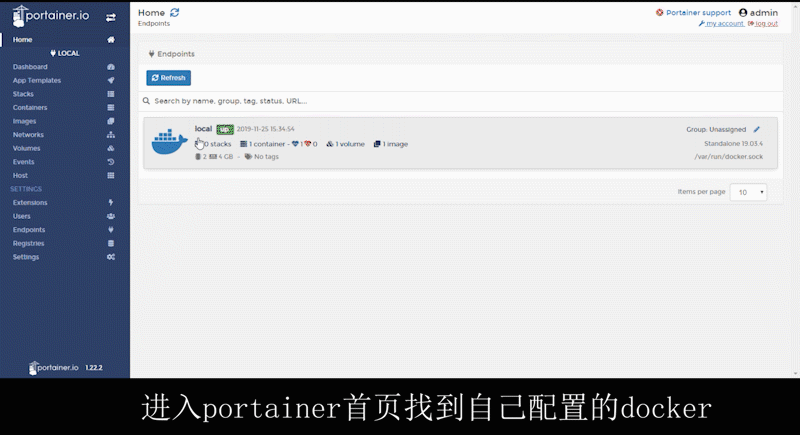 portainer.io
Home
LOCAL
Dashboard
App Templates
Stacks
Containers
Images
Networks
Volumes
Events
Host
SETTINGS
Extensions
Users
Endpoints
Registries
Settings
portainer.io 1.22.2
Home
Endpoints
Portainer support admin
my account log out
Endpoints
Refresh
Search by name, group, tag, status, URL...
local up 2019-11-25 15:34:54
Group: Unassigned
0 stacks 1 container - 1 0 1 volume 1 image
Standalone 19.03.4
2 4 GB - No tags
/var/run/docker.sock
Items per page 10
进入portainer首页找到自己配置的docker